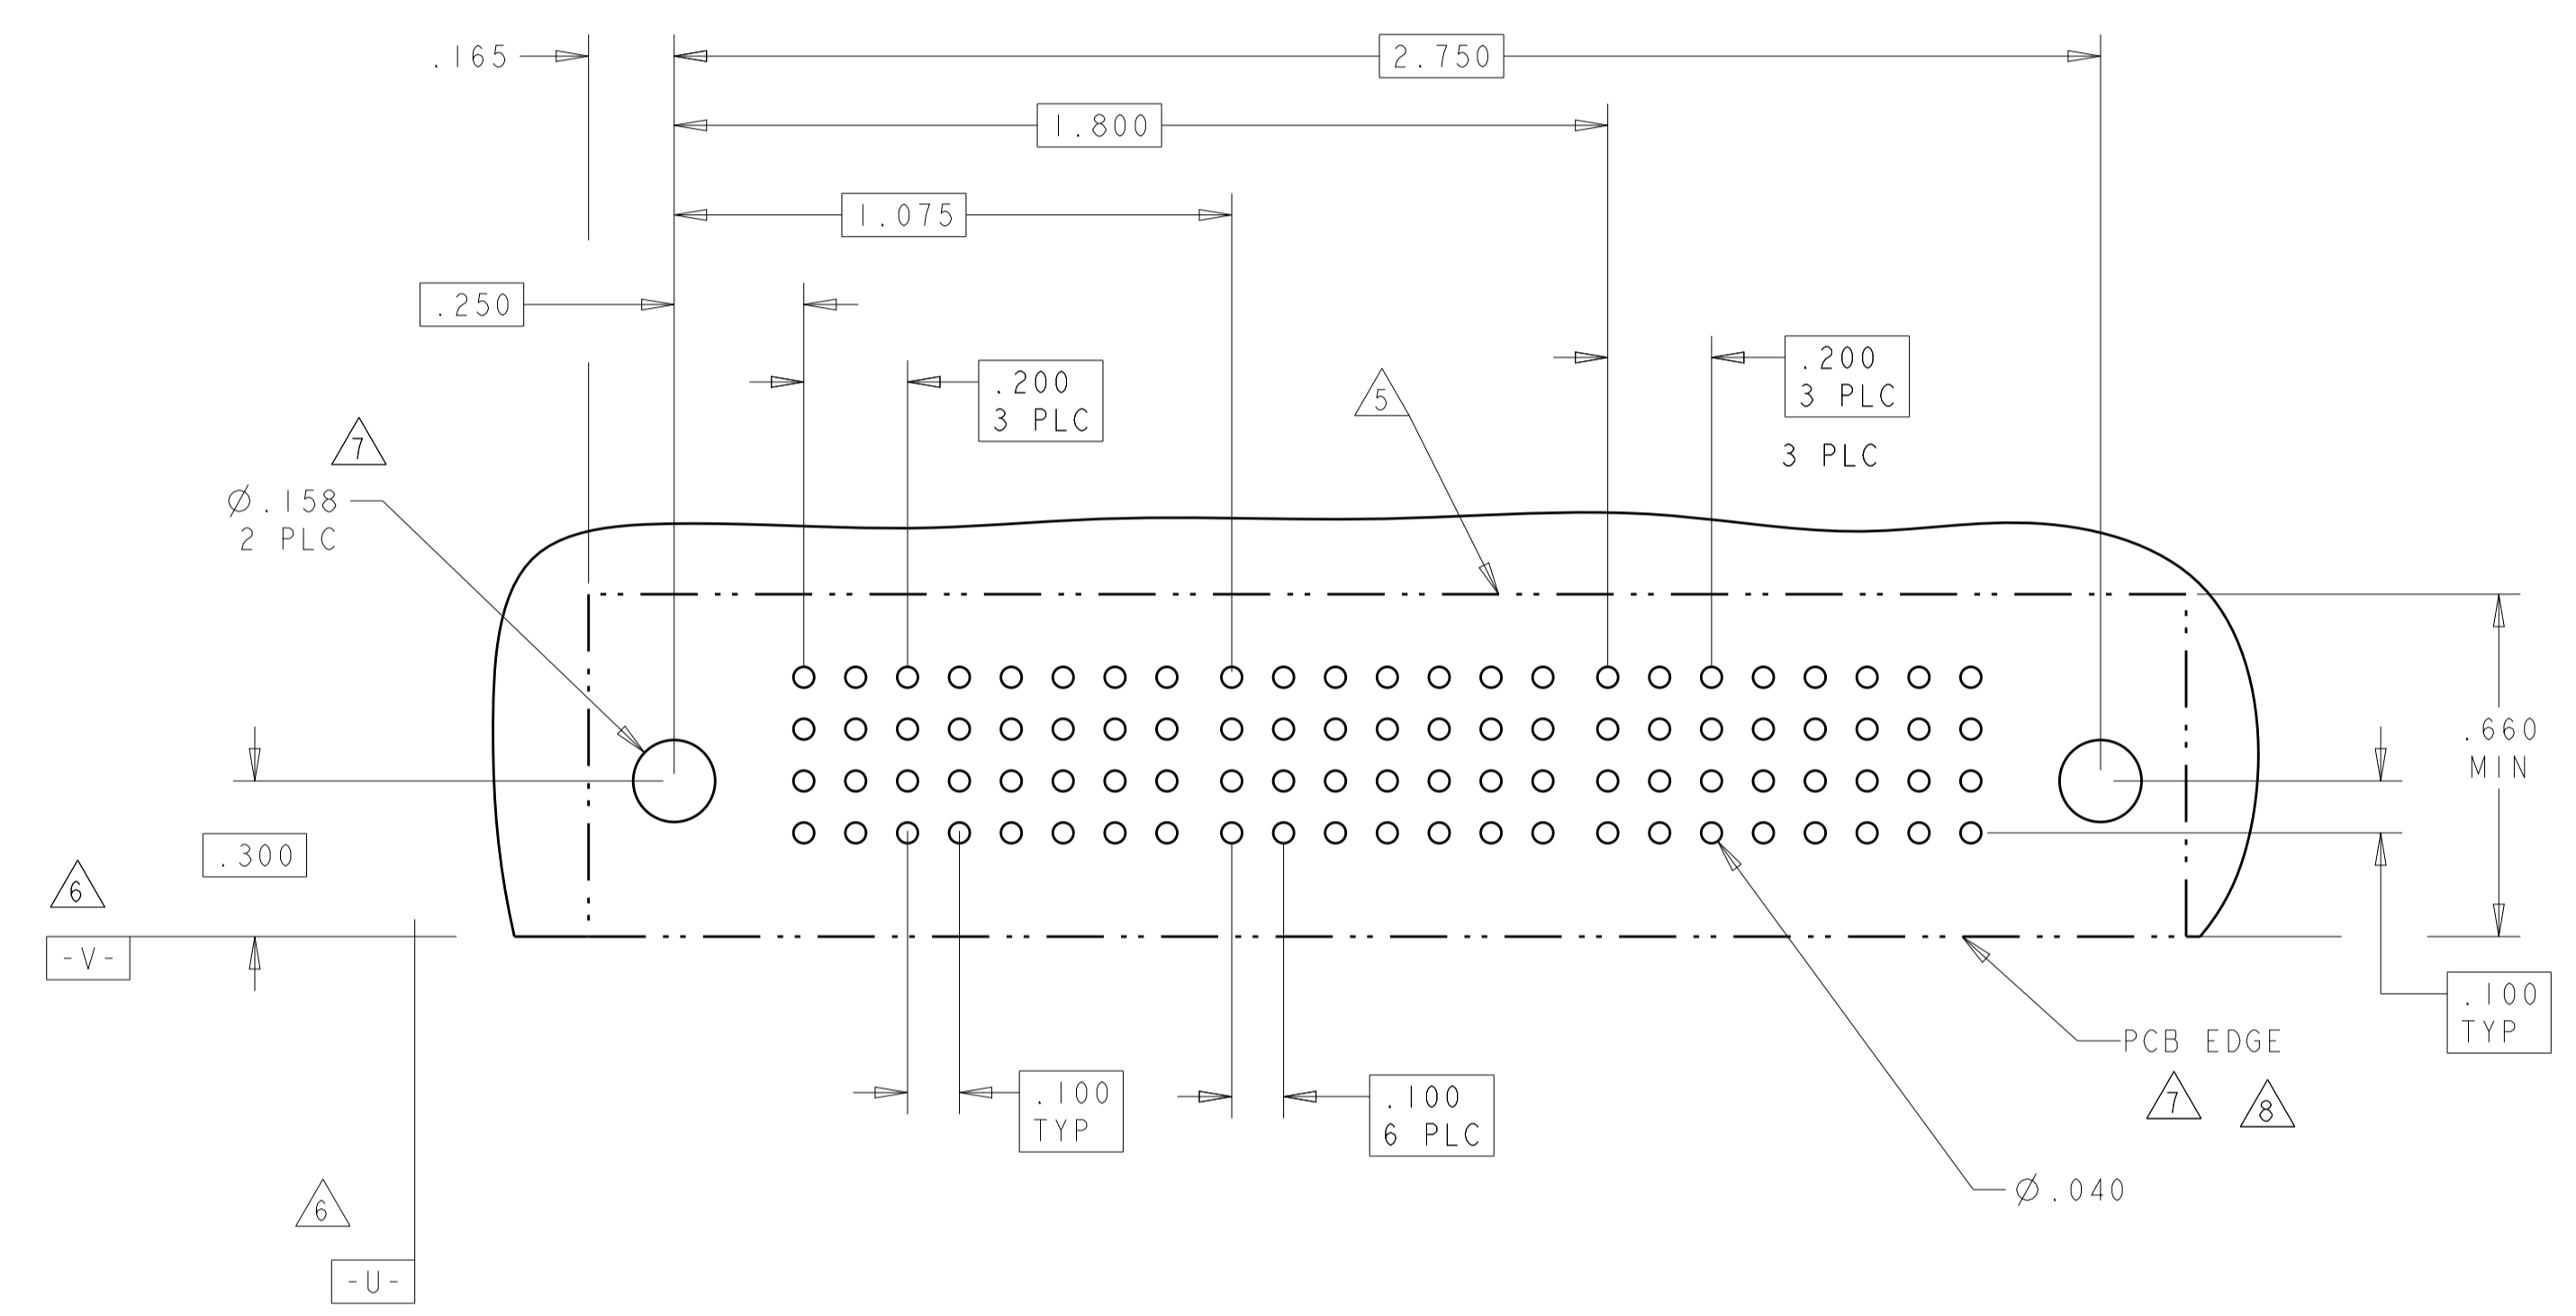 .165
2.750
1.800
1.075
.250
.200
3 PLC
.200
3 PLC
3 PLC
5
7
Ø.158
2 PLC
.660
MIN
.300
6
-V-
.100
TYP
PCB EDGE
7 8
.100
TYP
.100
6 PLC
Ø.040
6
-U-